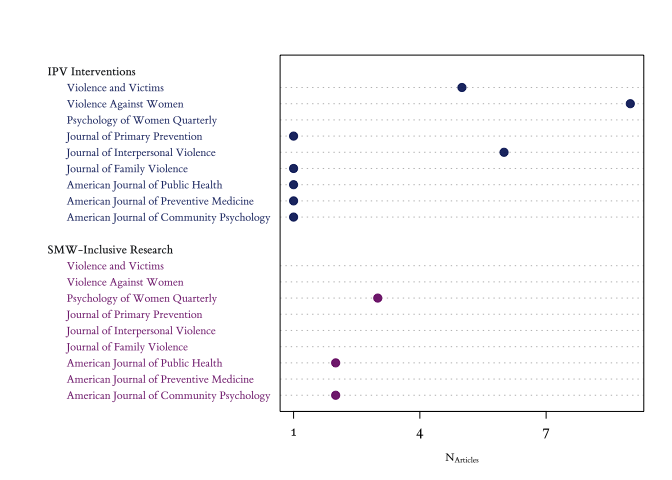 IPV Interventions
Violence and Victims
Violence Against Women
Psychology of Women Quarterly
Journal of Primary Prevention
Journal of Interpersonal Violence
Journal of Family Violence
American Journal of Public Health
American Journal of Preventive Medicine
American Journal of Community Psychology
SMW-Inclusive Research
Violence and Victims
Violence Against Women
Psychology of Women Quarterly
Journal of Primary Prevention
Journal of Interpersonal Violence
Journal of Family Violence
American Journal of Public Health
American Journal of Preventive Medicine
American Journal of Community Psychology
1 4 7
NArticles